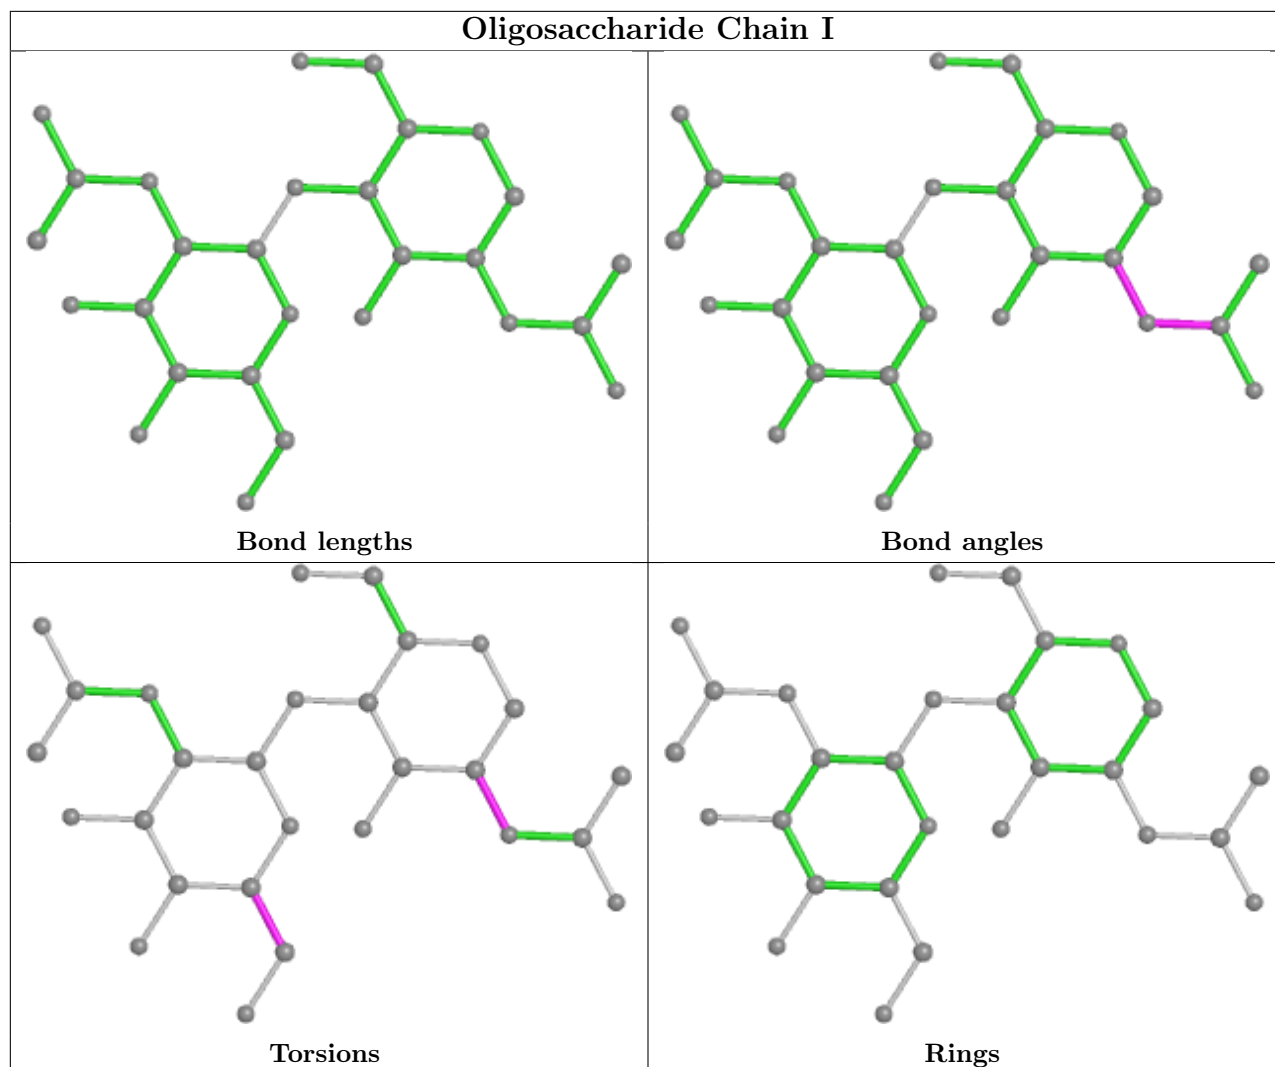 Oligosaccharide Chain I
Bond lengths
Bond angles
Torsions
Rings